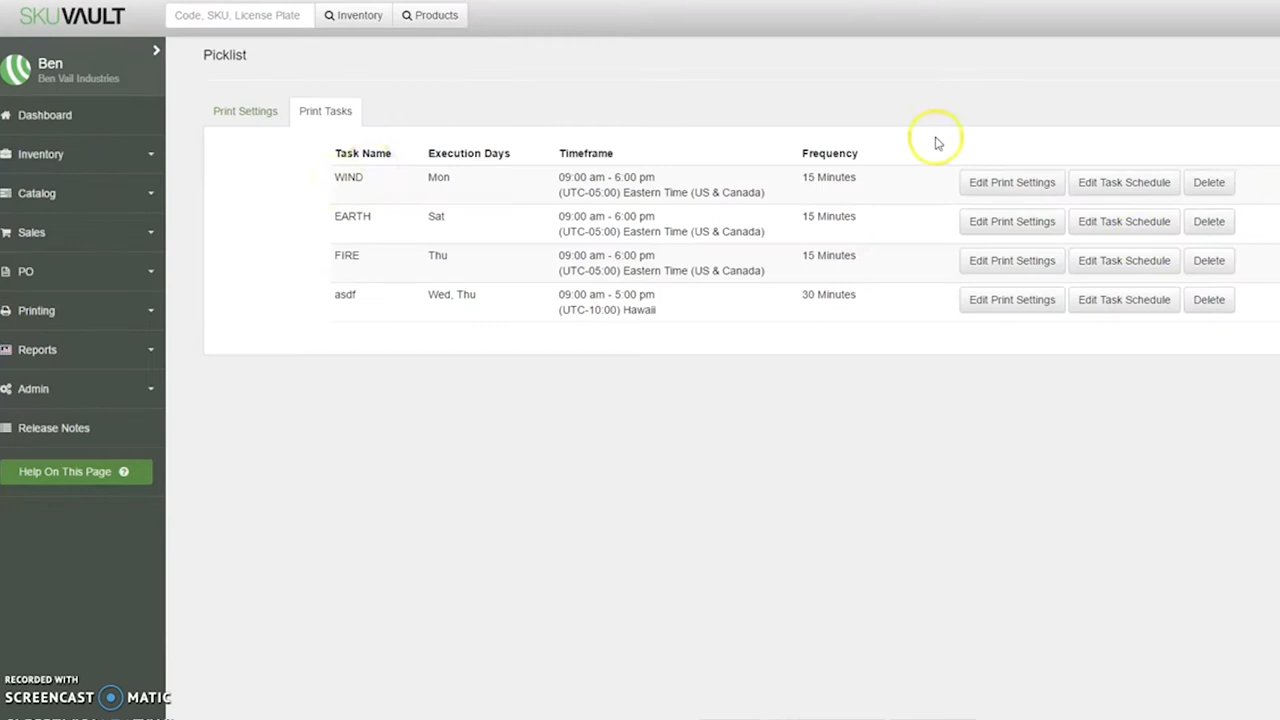 SKUVAULT
Code, SKU, License Plate
Inventory
Products
Ben
Ben Vail Industries
Dashboard
Inventory
Catalog
Sales
PO
Printing
Reports
Admin
Release Notes
Help On This Page
Picklist
Print Settings
Print Tasks
Task Name Execution Days Timeframe Frequency
WIND Mon 09:00 am - 6:00 pm 15 Minutes Edit Print Settings Edit Task Schedule Delete
(UTC-05:00) Eastern Time (US & Canada)
EARTH Sat 09:00 am - 6:00 pm 15 Minutes Edit Print Settings Edit Task Schedule Delete
(UTC-05:00) Eastern Time (US & Canada)
FIRE Thu 09:00 am - 6:00 pm 15 Minutes Edit Print Settings Edit Task Schedule Delete
(UTC-05:00) Eastern Time (US & Canada)
asdf Wed, Thu 09:00 am - 5:00 pm 30 Minutes Edit Print Settings Edit Task Schedule Delete
(UTC-10:00) Hawaii
RECORDED WITH
SCREENCAST MATIC